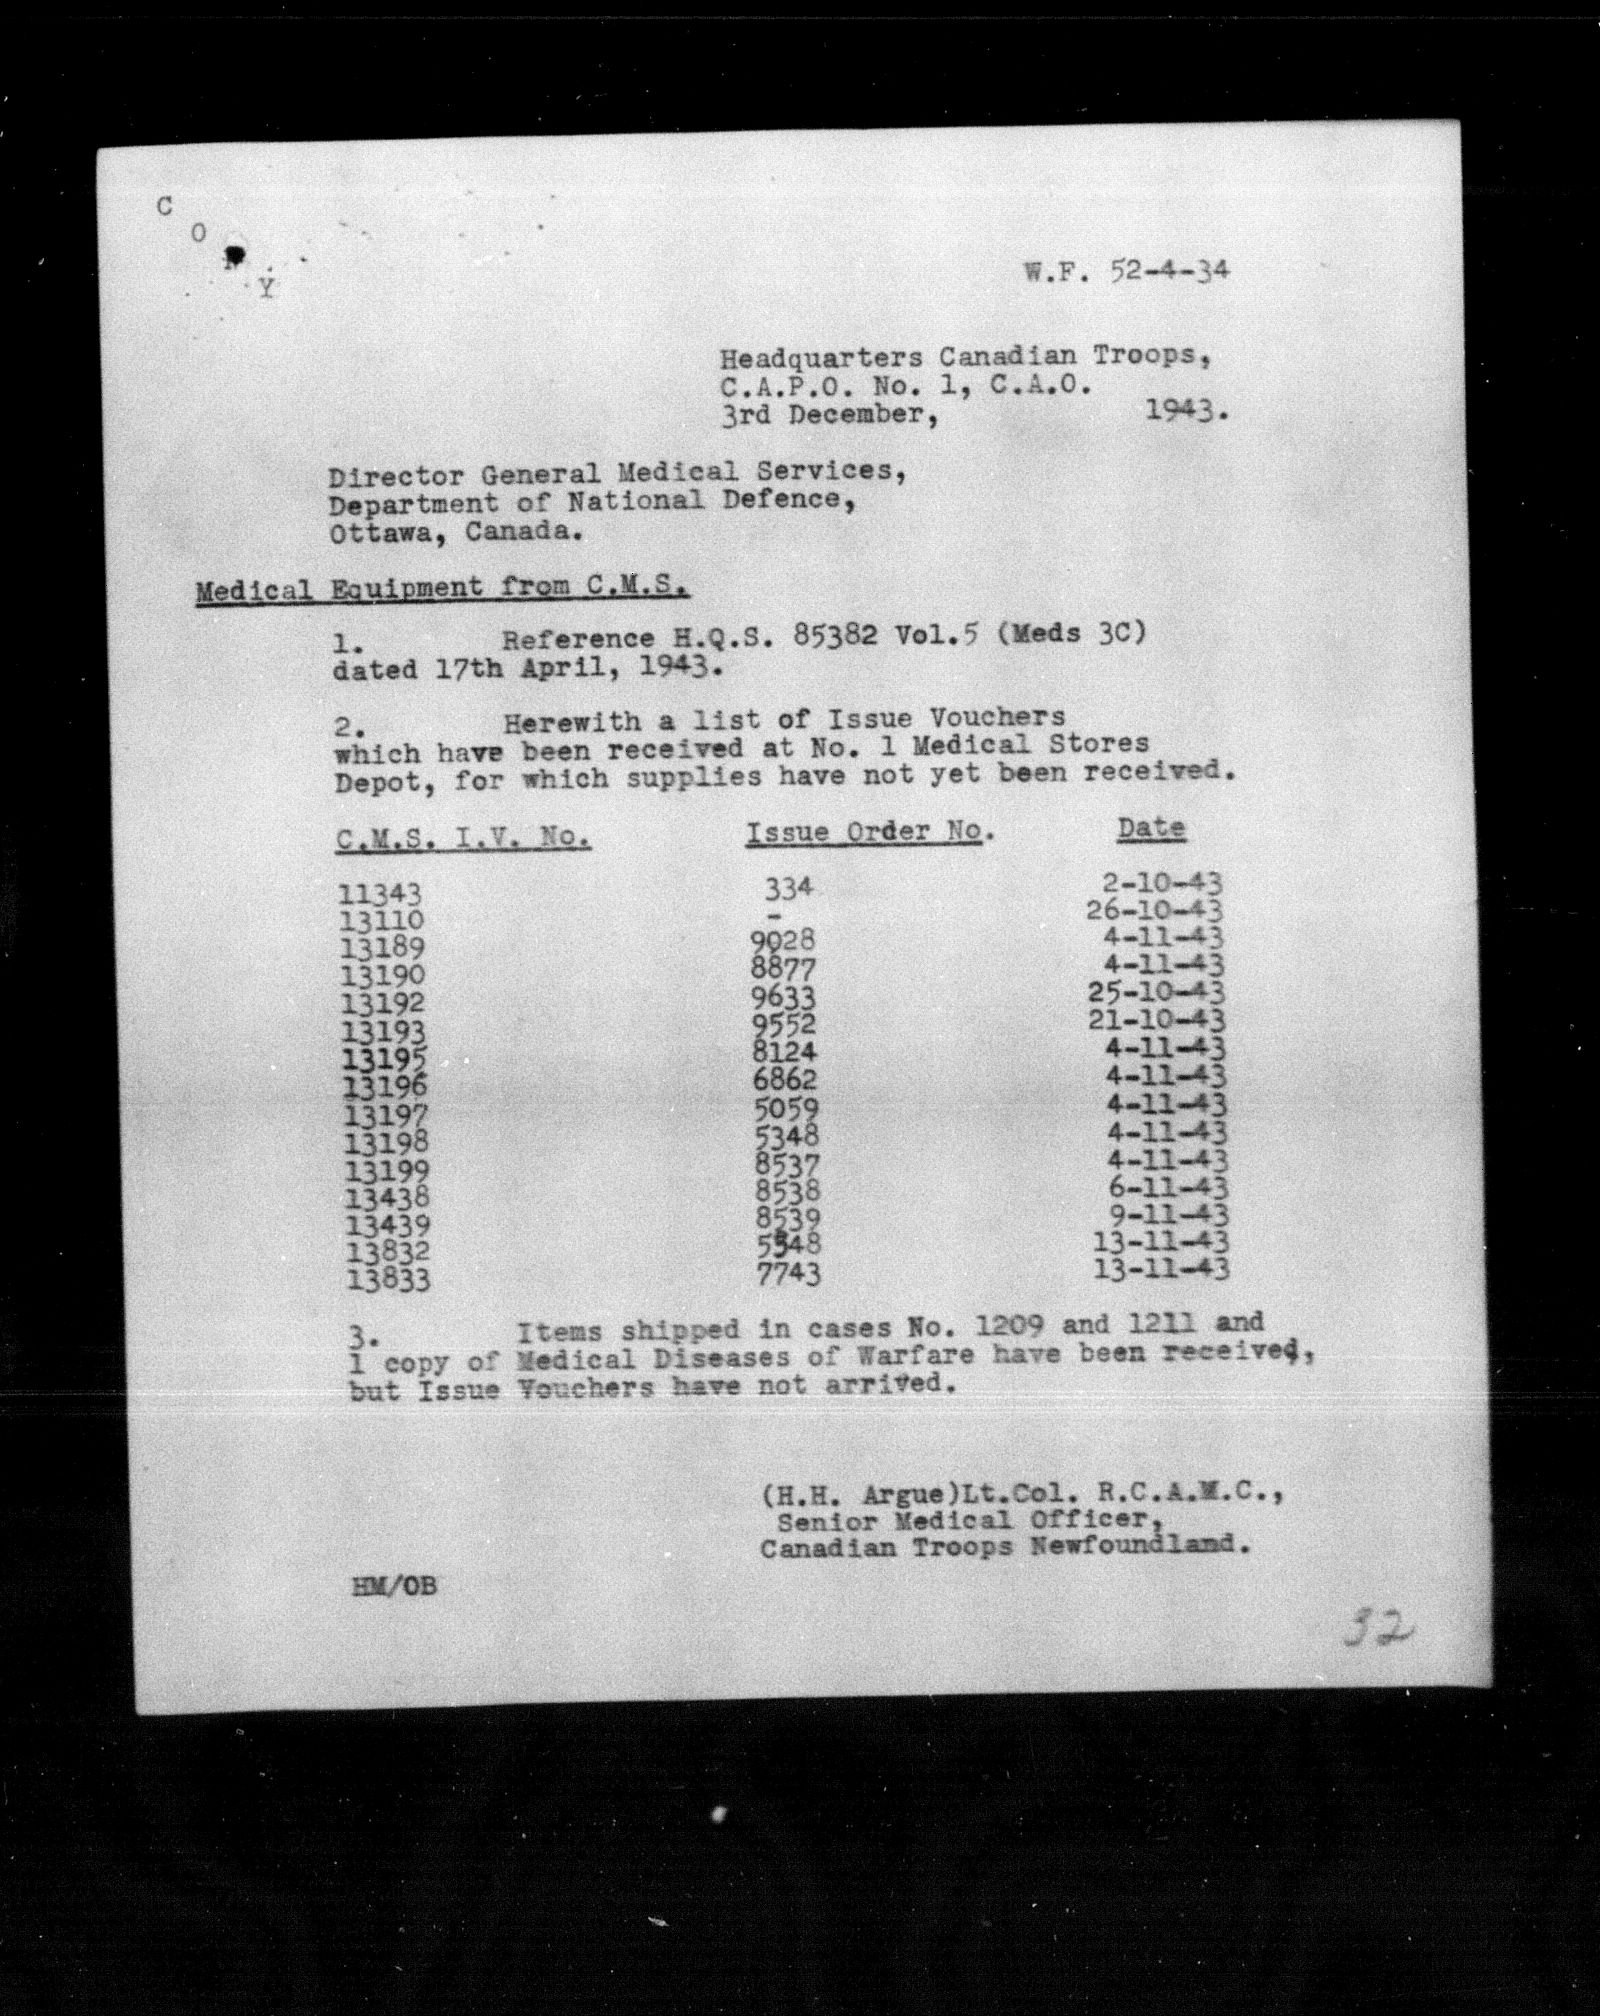 C
O
Y
W.F. 52-4-34
Headquarters Canadian Troops,
C.A.P.O. No. 1, C.A.O.
3rd December, 1943.
Director General Medical Services,
Department of National Defence,
Ottawa, Canada.
Medical Equipment from C.M.S.
1. Reference H.Q.S. 85382 Vol.5 (Meds 3C)
dated 17th April, 1943.
2. Herewith a list of Issue Vouchers
which have been received at No. 1 Medical Stores
Depot, for which supplies have not yet been received.
C.M.S. I.V. No. Issue Order No. Date
11343 334 2-10-43
13110 - 26-10-43
13189 9028 4-11-43
13190 8877 4-11-43
13192 9633 25-10-43
13193 9552 21-10-43
13195 8124 4-11-43
13196 6862 4-11-43
13197 5059 4-11-43
13198 5348 4-11-43
13199 8537 4-11-43
13438 8538 6-11-43
13439 8539 9-11-43
13832 13-11-43
13833 7743 13-11-43
3. Items shipped in cases No. 1209 and 1211 and
1 copy of Medical Diseases of Warfare have been received,
but Issue Vouchers have not arrived.
(H.H. Argue)Lt.Col. R.C.A.M.C.,
Senior Medical Officer,
Canadian Troops Newfoundland.
HM/OB
32